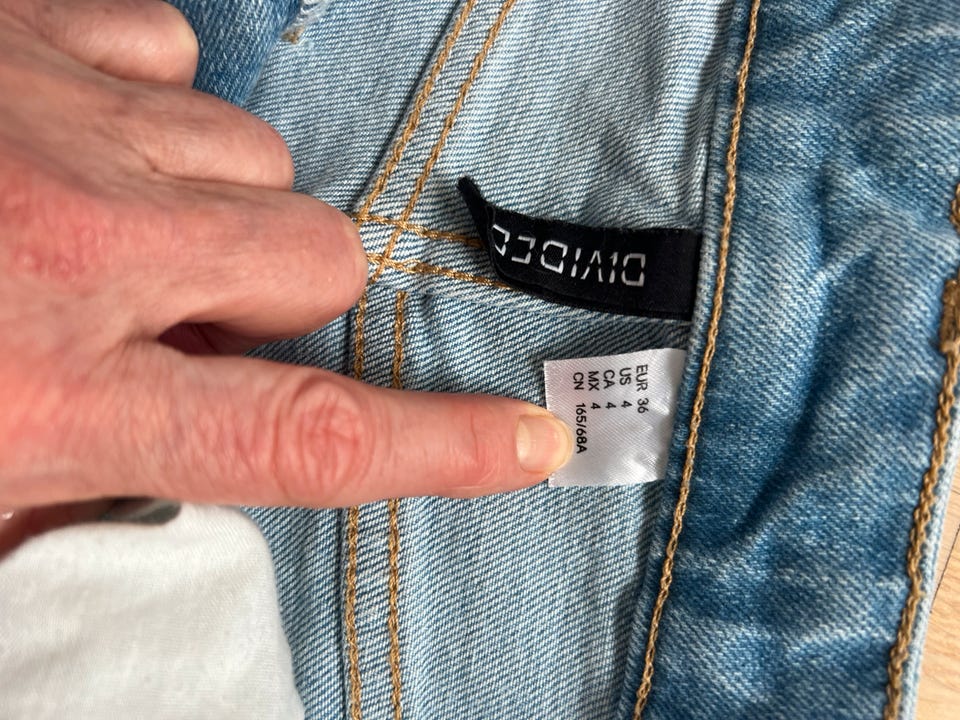 DIVIDED
EUR 36
US 4
CA 4
MX 4
CN 165/68A